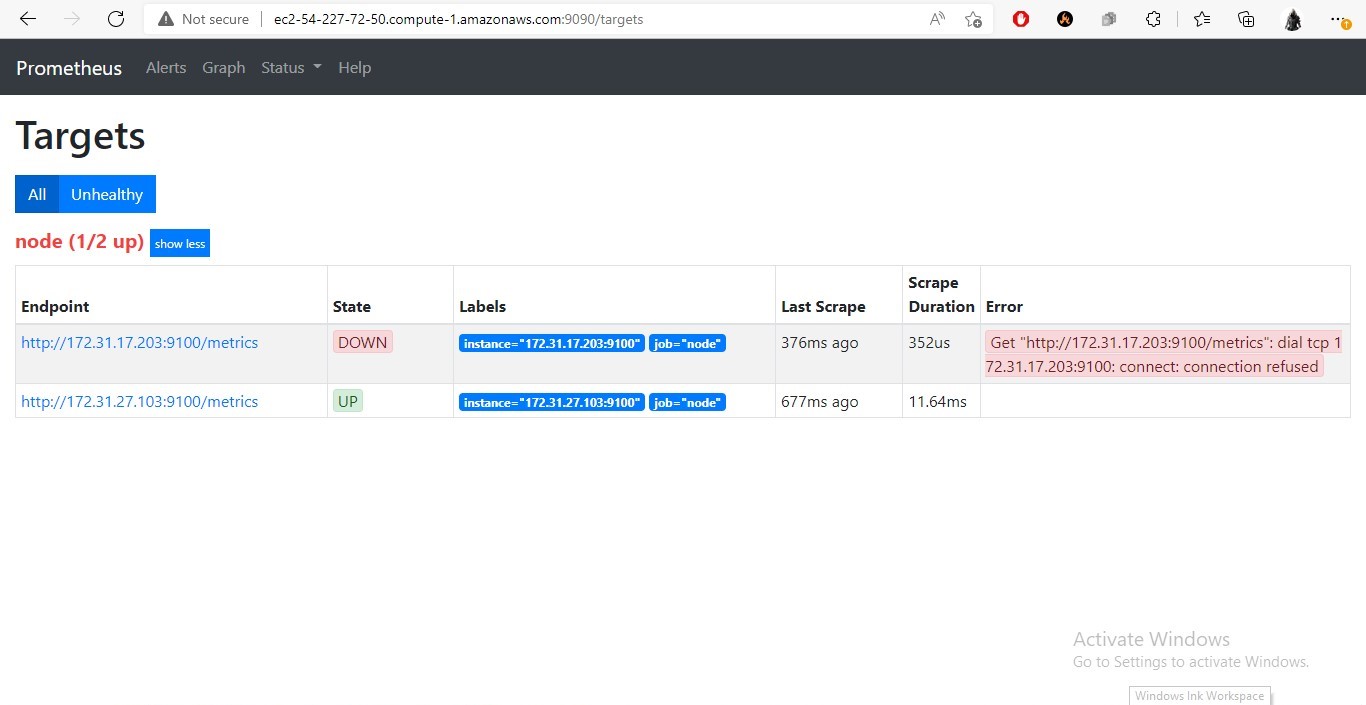 Not secure
ec2-54-227-72-50.compute-1.amazonaws.com:9090/targets
Prometheus Alerts Graph Status Help
Targets
All Unhealthy
node (1/2 up) show less
Endpoint State Labels Last Scrape Scrape Duration Error
http://172.31.17.203:9100/metrics DOWN instance="172.31.17.203:9100" job="node" 376ms ago 352us Get "http://172.31.17.203:9100/metrics": dial tcp 1
72.31.17.203:9100: connect: connection refused
http://172.31.27.103:9100/metrics UP instance="172.31.27.103:9100" job="node" 677ms ago 11.64ms
Activate Windows
Go to Settings to activate Windows.
Windows Ink Workspace